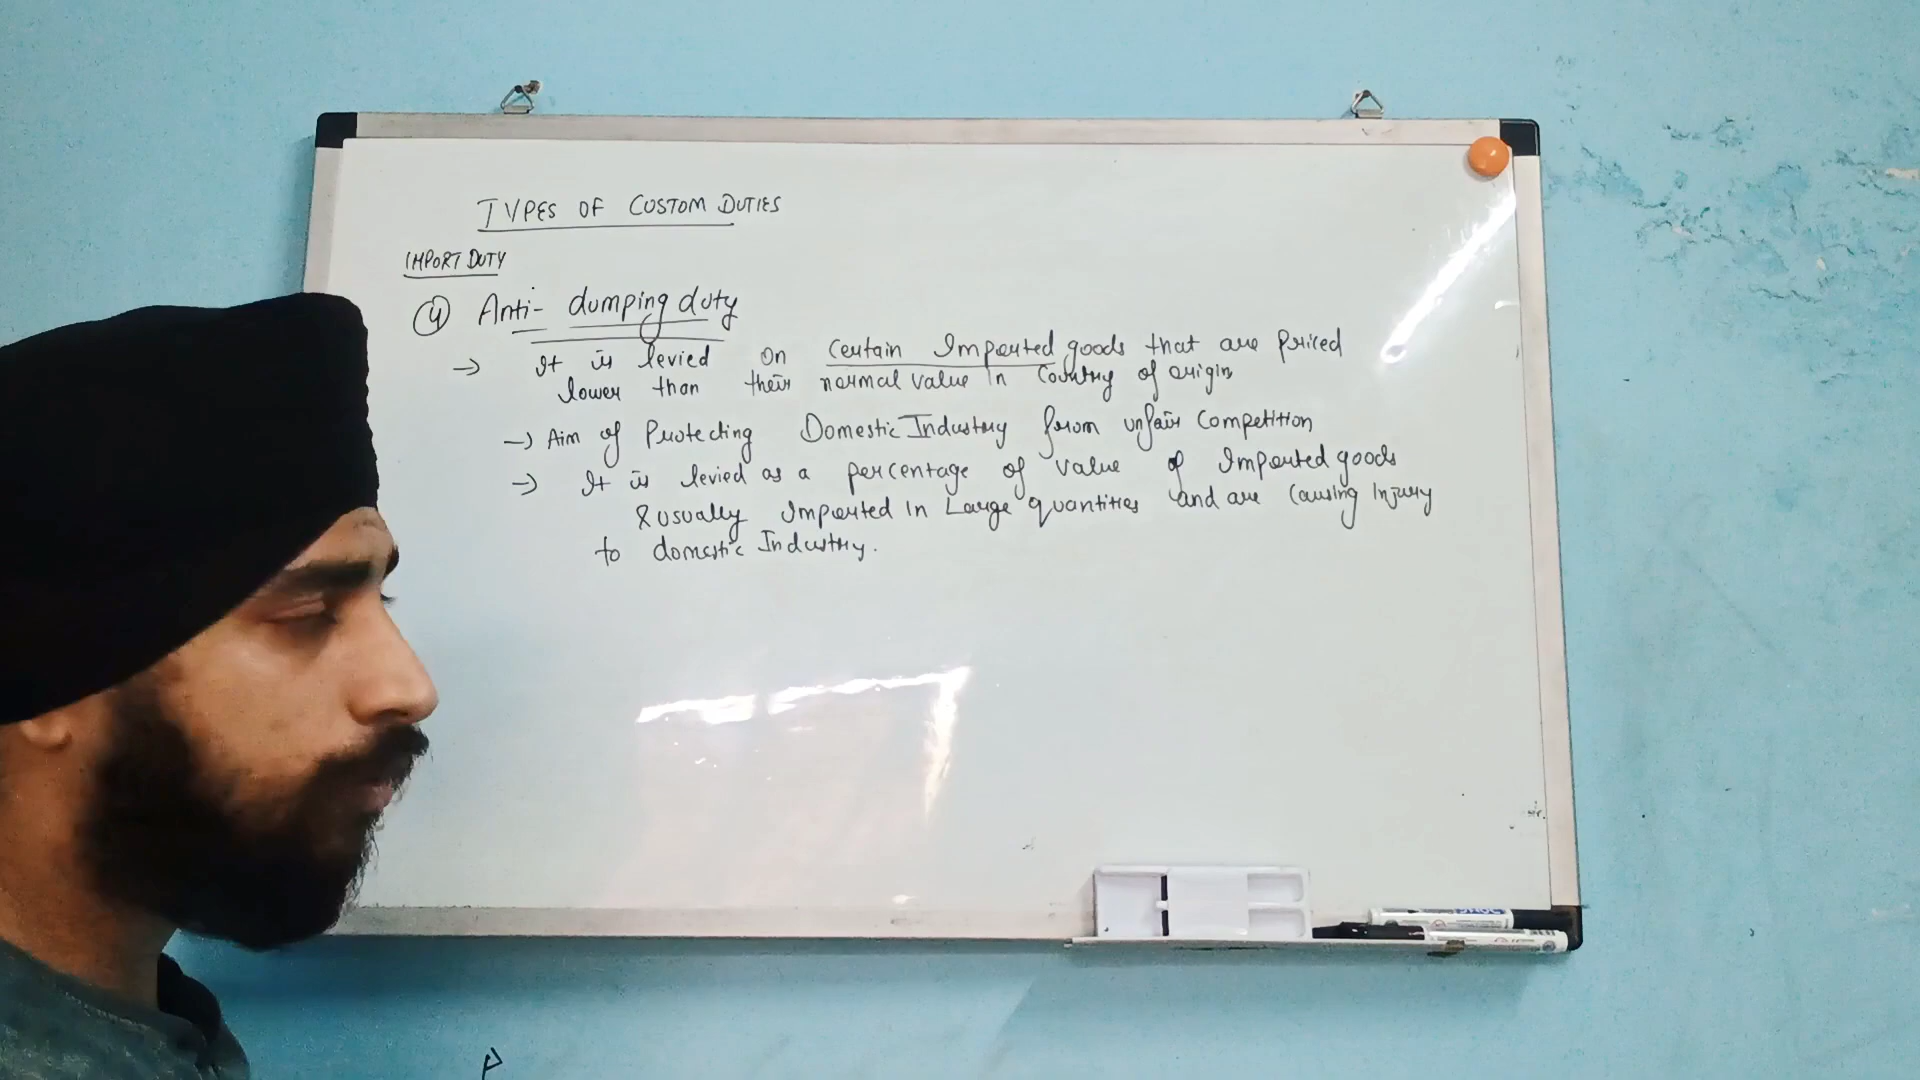 TYPES OF CUSTOM DUTIES
IMPORT DUTY
④ Anti-dumping duty
→ It is levied on certain Imported goods that are priced
lower than their normal value in Country of origin
→ Aim of Protecting Domestic Industry from unfair Competition
→ It is levied as a percentage of value of Imported goods
& usually Imported in Large quantities and are causing Injury
to domestic Industry.